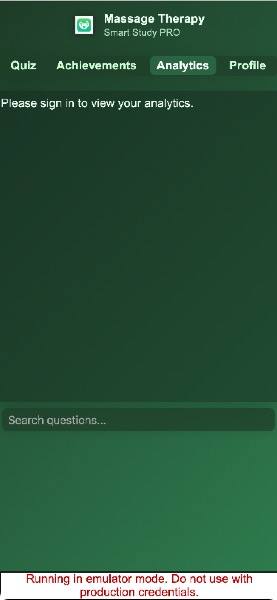 Massage Therapy
Smart Study PRO
Quiz Achievements Analytics Profile
Please sign in to view your analytics.
Search questions...
Running in emulator mode. Do not use with
production credentials.